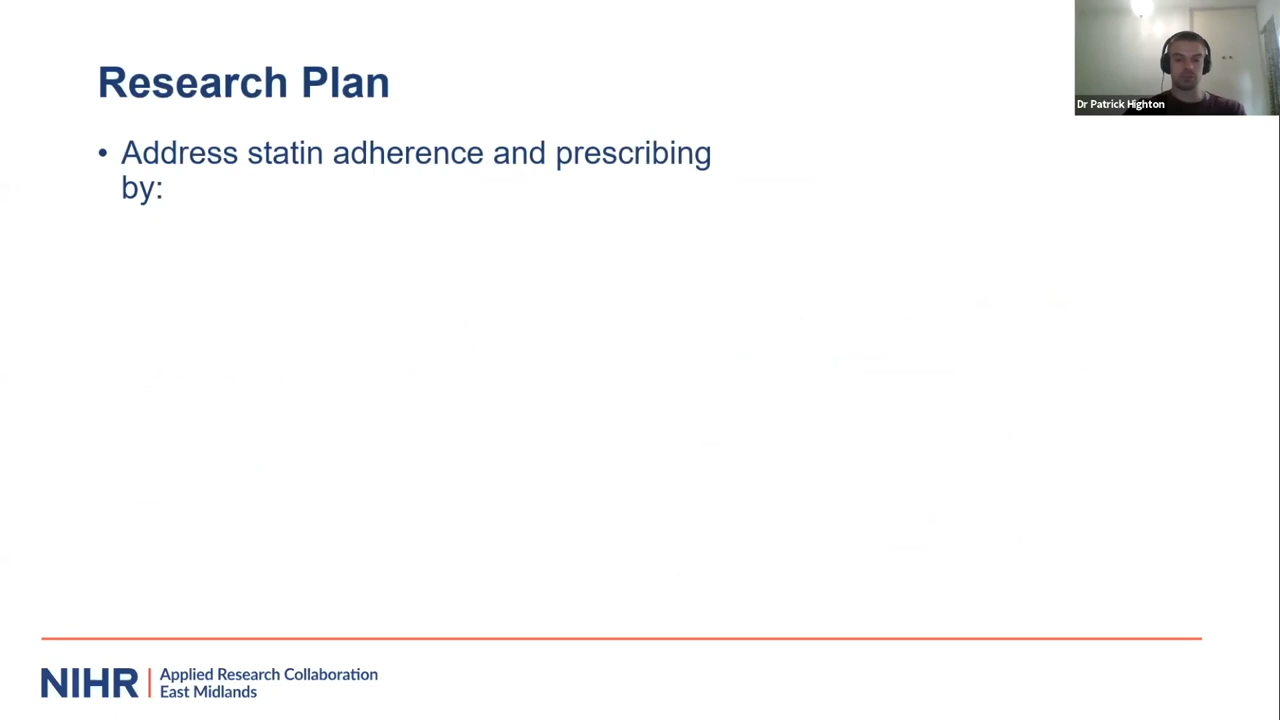 Research Plan
• Address statin adherence and prescribing
by:
Dr Patrick Highton
NIHR | Applied Research Collaboration
East Midlands